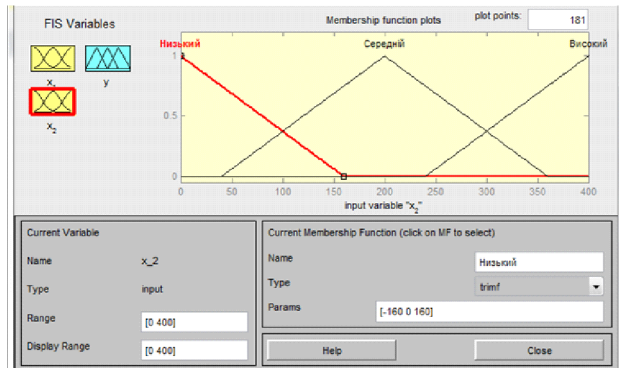 FIS Variables
Membership function plots
plot points:
181
Низький
Середній
Високий
1
0.5
0
0 50 100 150 200 250 300 350 400
input variable "x₂"
x₁
y
x₂
Current Variable
Name x_2
Type input
Range [0 400]
Display Range [0 400]
Current Membership Function (click on MF to select)
Name Низький
Type trimf
Params [-160 0 160]
Help
Close